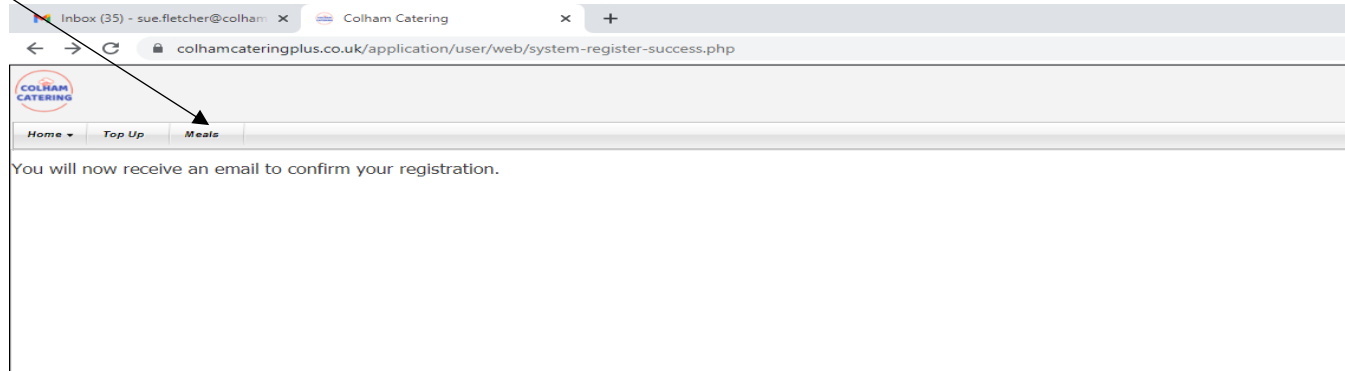 Inbox (35) - sue.fletcher@colham
Colham Catering
colhamcateringplus.co.uk/application/user/web/system-register-success.php
COLHAM
CATERING
Home Top Up Meals
You will now receive an email to confirm your registration.